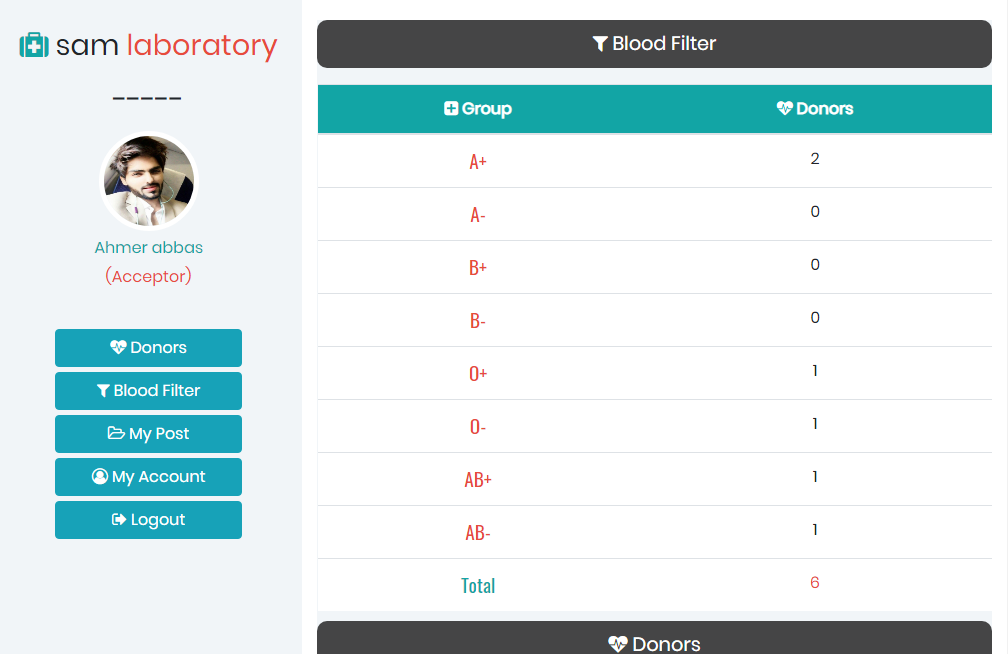 sam laboratory
_____
Ahmer abbas
(Acceptor)
Donors
Blood Filter
My Post
My Account
Logout
Blood Filter
Group Donors
A+ 2
A- 0
B+ 0
B- 0
O+ 1
O- 1
AB+ 1
AB- 1
Total 6
Donors